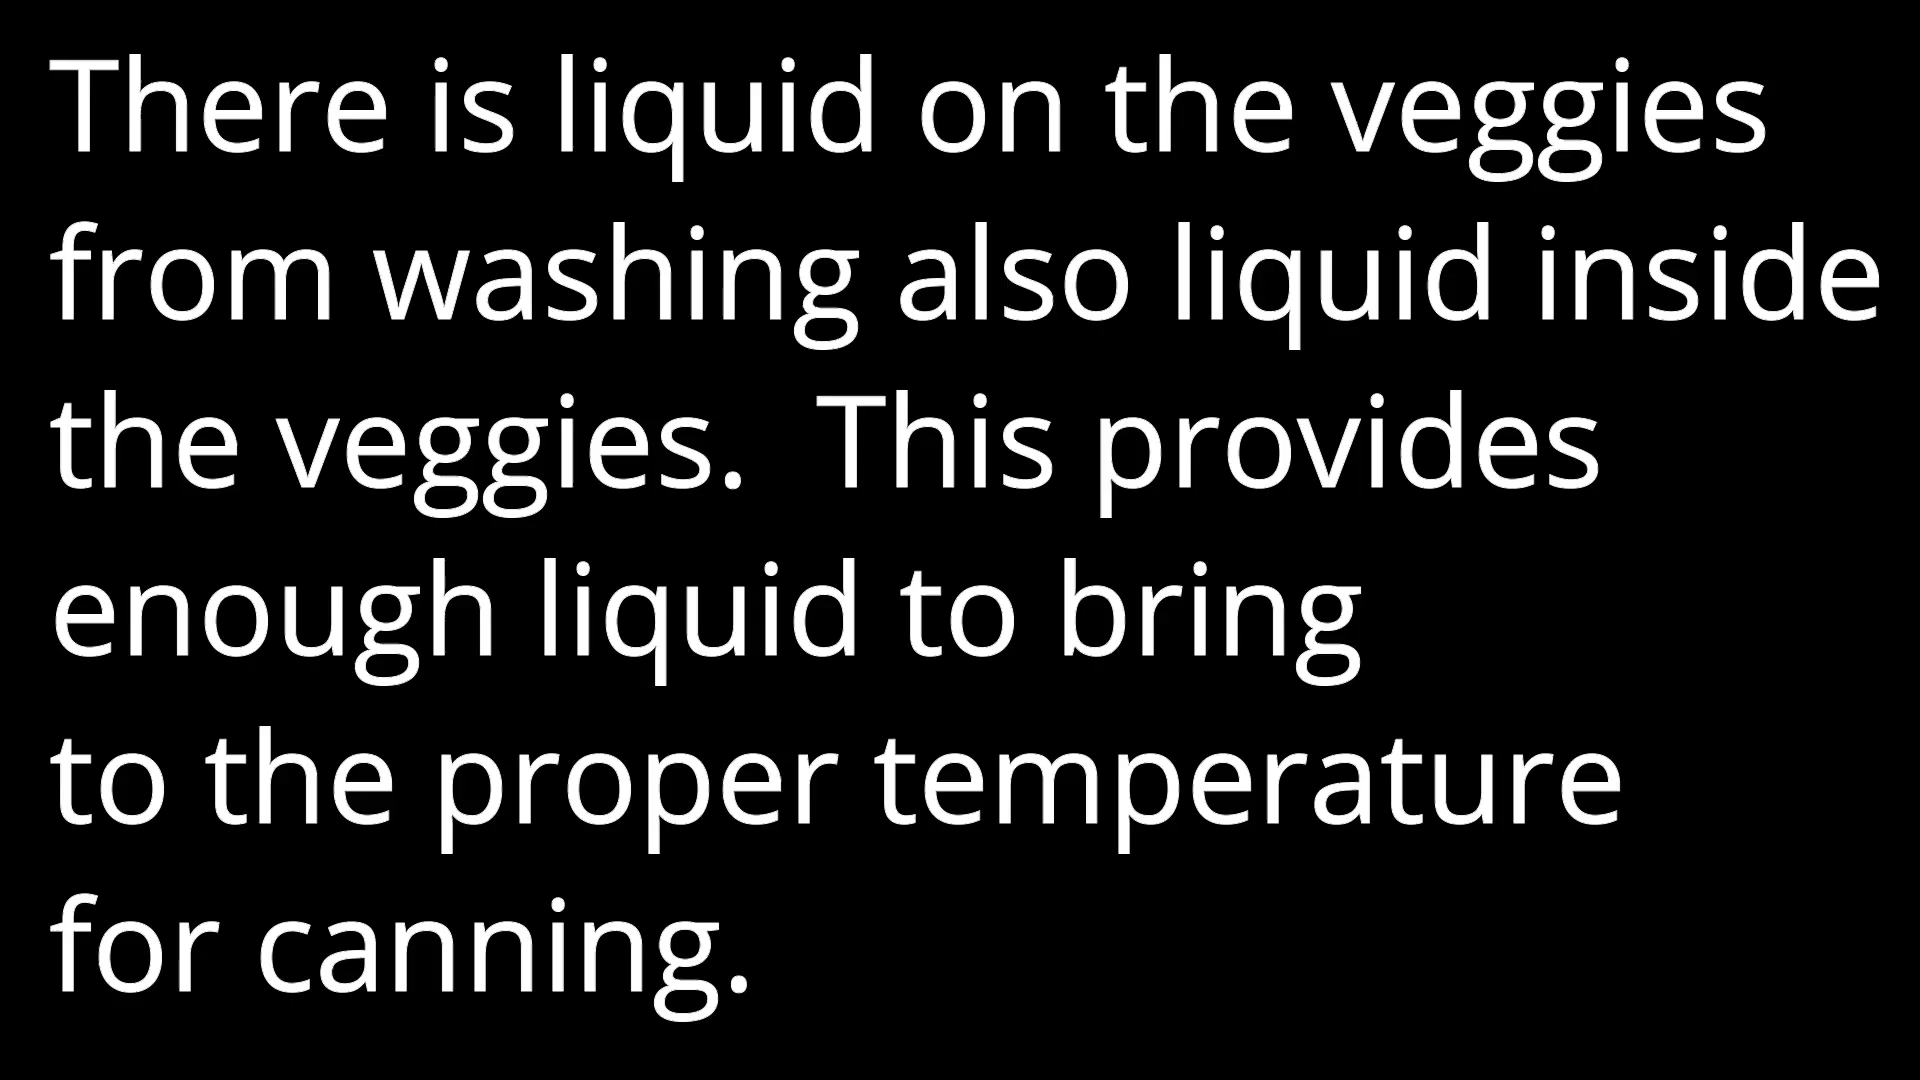 There is liquid on the veggies
from washing also liquid inside
the veggies.  This provides
enough liquid to bring
to the proper temperature
for canning.